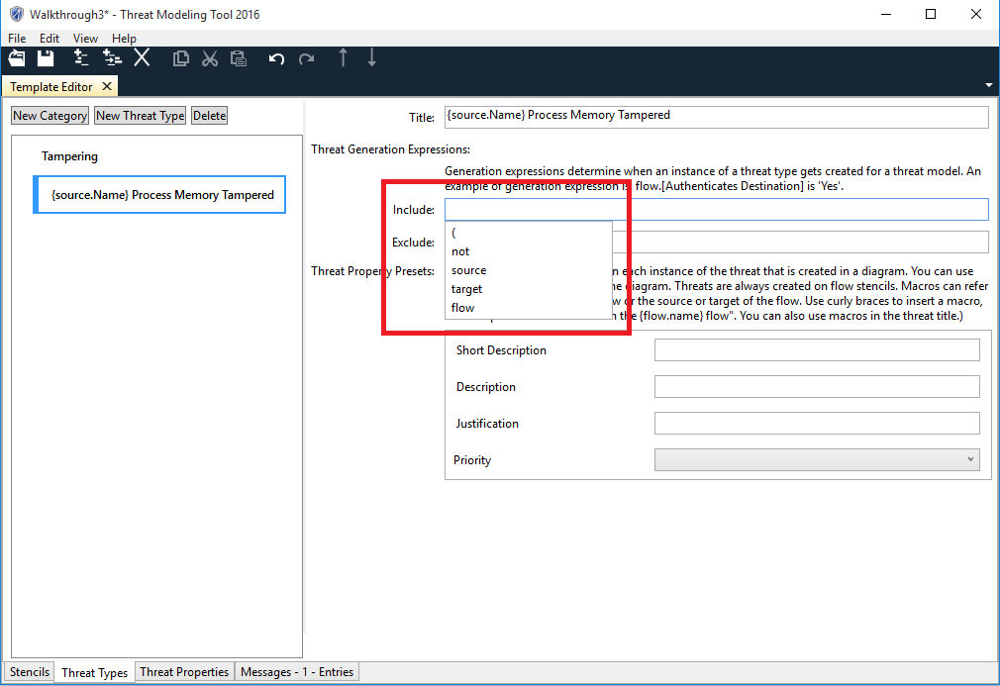 Walkthrough3* - Threat Modeling Tool 2016
File Edit View Help
Template Editor
New Category New Threat Type Delete
Tampering
{source.Name} Process Memory Tampered
Title: {source.Name} Process Memory Tampered
Threat Generation Expressions:
Generation expressions determine when an instance of a threat type gets created for a threat model. An
example of generation expression is flow.[Authenticates Destination] is 'Yes'.
Include:
(
not
source
target
flow
Exclude:
Threat Property Presets:
n each instance of the threat that is created in a diagram. You can use
diagram. Threats are always created on flow stencils. Macros can refer
or the source or target of the flow. Use curly braces to insert a macro,
the {flow.name} flow". You can also use macros in the threat title.)
Short Description
Description
Justification
Priority
Stencils Threat Types Threat Properties Messages - 1 - Entries